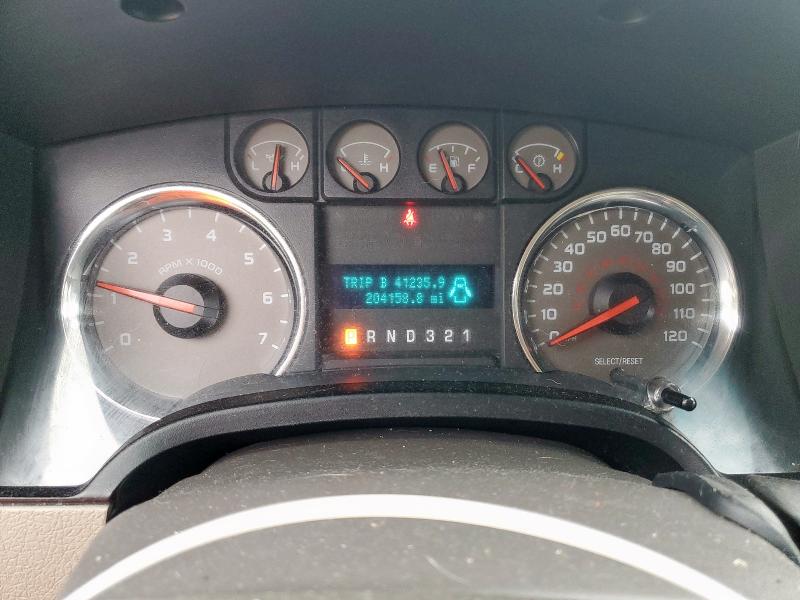 L H
H
E F
H
0 1 2 3 4 5 6 7
RPM X 1000
0 10 20 30 40 50 60 70 80 90 100 110 120
TRIP B 41235.9
204158.8 mi
R N D 3 2 1
SELECT/RESET